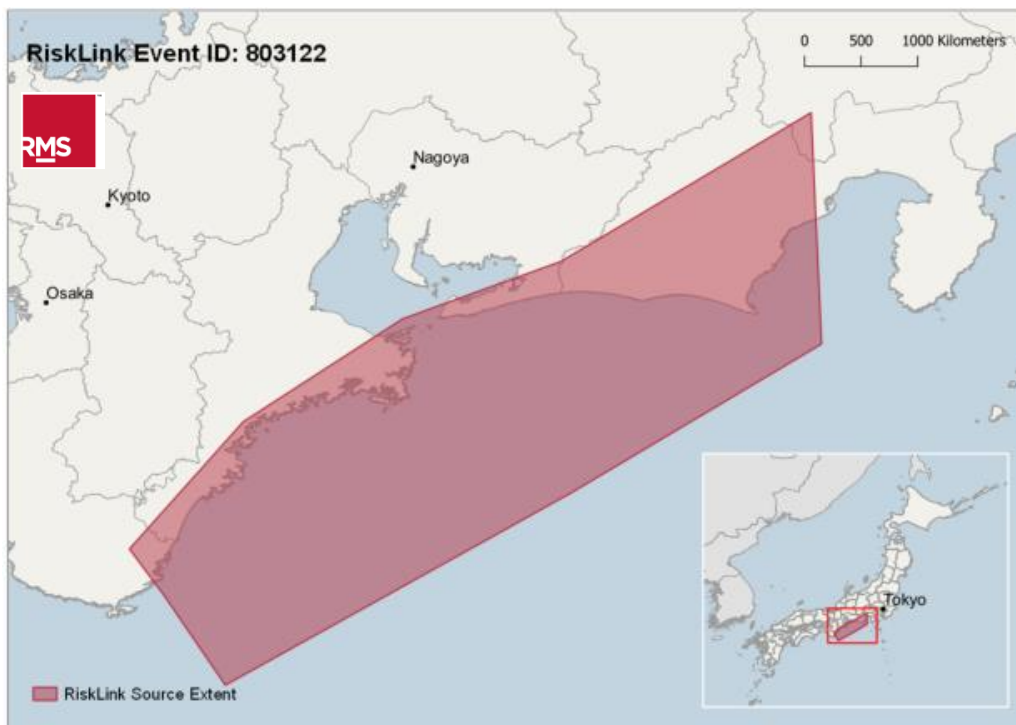 RiskLink Event ID: 803122
0 500 1000 Kilometers
RMS
Nagoya
Kyoto
Osaka
Tokyo
RiskLink Source Extent